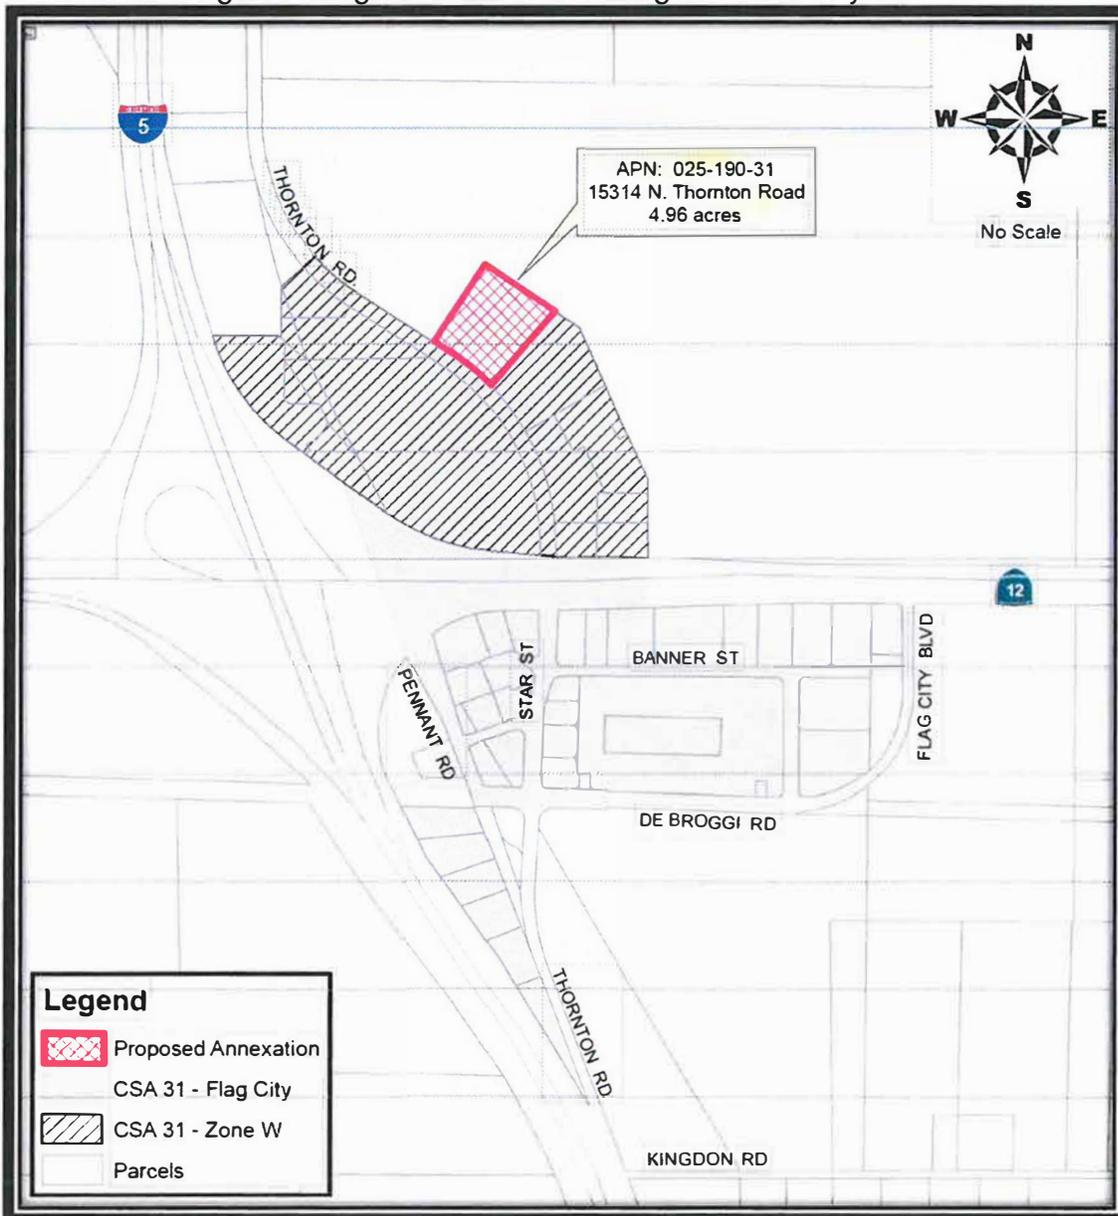 N
W
E
S
No Scale
5
APN: 025-190-31
15314 N. Thornton Road
4.96 acres
THORNTON RD.
12
BANNER ST
STAR ST
FLAG CITY BLVD
PENNANT RD
DE BROGGI RD
THORNTON RD
KINGDON RD
Legend
Proposed Annexation
CSA 31 - Flag City
CSA 31 - Zone W
Parcels